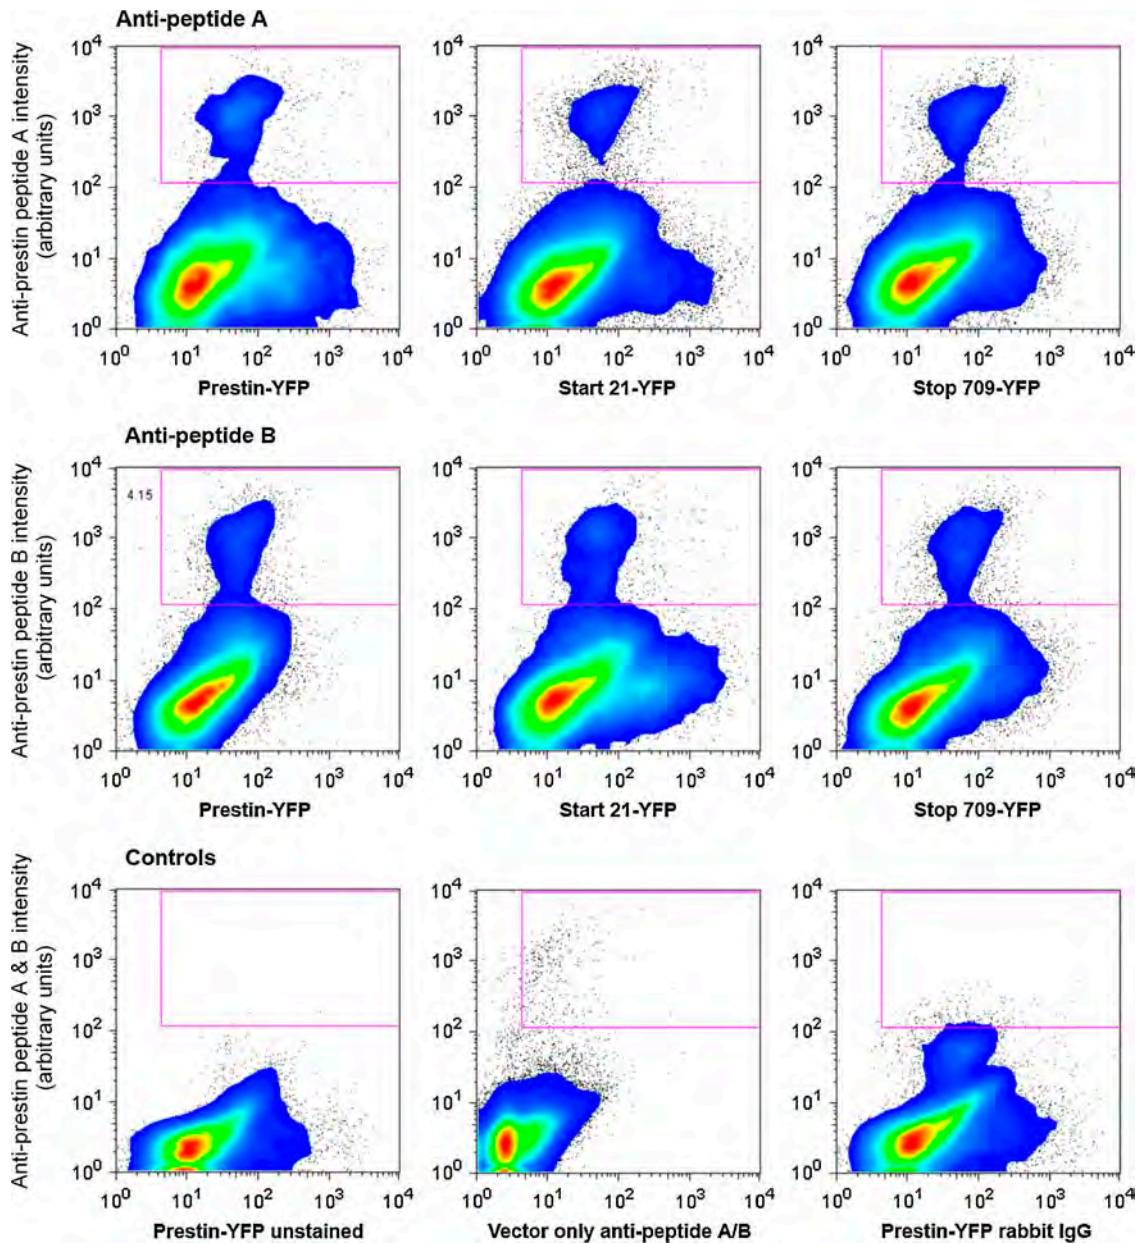 Anti-peptide A
Anti-prestin peptide A intensity
(arbitrary units)
10⁴ 10⁴ 10⁴
10³ 10³ 10³
10² 10² 10²
10¹ 10¹ 10¹
10⁰ 10⁰ 10⁰
10⁰ 10¹ 10² 10³ 10⁴ 10⁰ 10¹ 10² 10³ 10⁴ 10⁰ 10¹ 10² 10³ 10⁴
Prestin-YFP Start 21-YFP Stop 709-YFP
Anti-peptide B
Anti-prestin peptide B intensity
(arbitrary units)
10⁴ 10⁴ 10⁴
4.15
10³ 10³ 10³
10² 10² 10²
10¹ 10¹ 10¹
10⁰ 10⁰ 10⁰
10⁰ 10¹ 10² 10³ 10⁴ 10⁰ 10¹ 10² 10³ 10⁴ 10⁰ 10¹ 10² 10³ 10⁴
Prestin-YFP Start 21-YFP Stop 709-YFP
Controls
Anti-prestin peptide A & B intensity
(arbitrary units)
10⁴ 10⁴ 10⁴
10³ 10³ 10³
10² 10² 10²
10¹ 10¹ 10¹
10⁰ 10⁰ 10⁰
10⁰ 10¹ 10² 10³ 10⁴ 10⁰ 10¹ 10² 10³ 10⁴ 10⁰ 10¹ 10² 10³ 10⁴
Prestin-YFP unstained Vector only anti-peptide A/B Prestin-YFP rabbit IgG